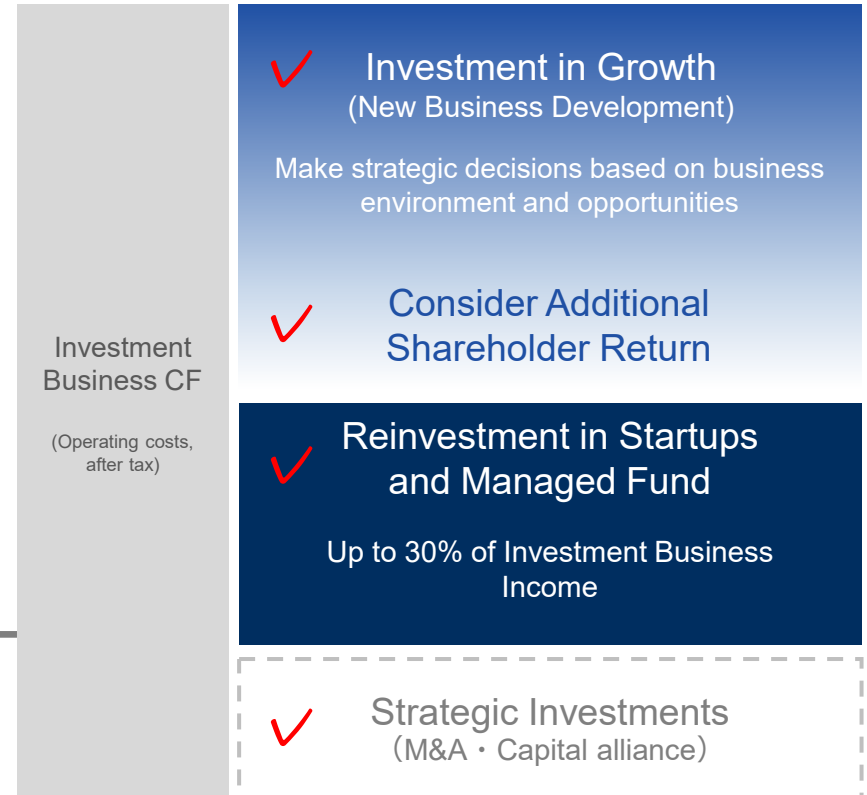 Investment in Growth
(New Business Development)
Make strategic decisions based on business
environment and opportunities
Consider Additional
Shareholder Return
Investment
Business CF
(Operating costs,
after tax)
Reinvestment in Startups
and Managed Fund
Up to 30% of Investment Business
Income
Strategic Investments
（M&A・Capital alliance）